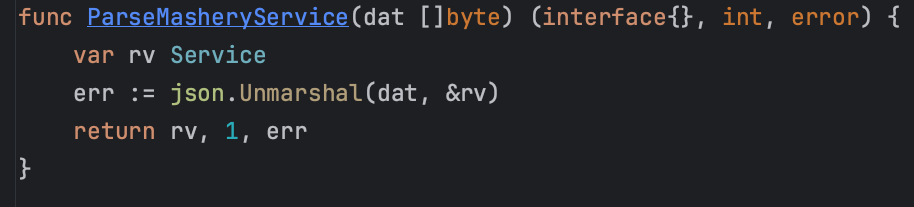 func ParseMasheryService(dat []byte) (interface{}, int, error) {
    var rv Service
    err := json.Unmarshal(dat, &rv)
    return rv, 1, err
}